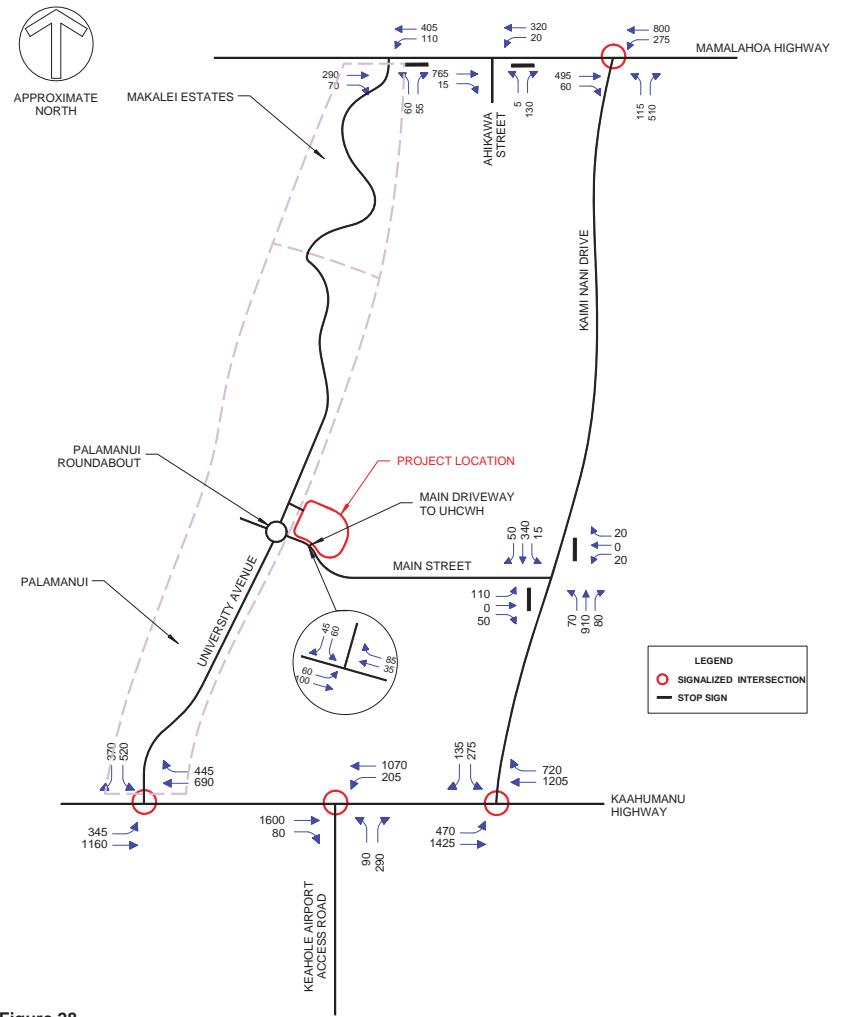 405
110
320
20
800
275
MAMALAHOA HIGHWAY
APPROXIMATE
NORTH
MAKALEI ESTATES
290
70
60
55
765
15
AHIKAWA
STREET
5
130
495
60
115
510
KAIMI NANI DRIVE
PALAMANUI
ROUNDABOUT
PROJECT LOCATION
MAIN DRIVEWAY
TO UHCWH
MAIN STREET
50
340
15
20
0
20
110
0
50
70
910
80
PALAMANUI
UNIVERSITY AVENUE
45
60
85
35
60
100
LEGEND
SIGNALIZED INTERSECTION
STOP SIGN
370
520
445
690
345
1160
1070
205
1600
80
90
290
KEAHOLE AIRPORT
ACCESS ROAD
135
275
720
1205
470
1425
KAAHUMANU
HIGHWAY
Figure 28